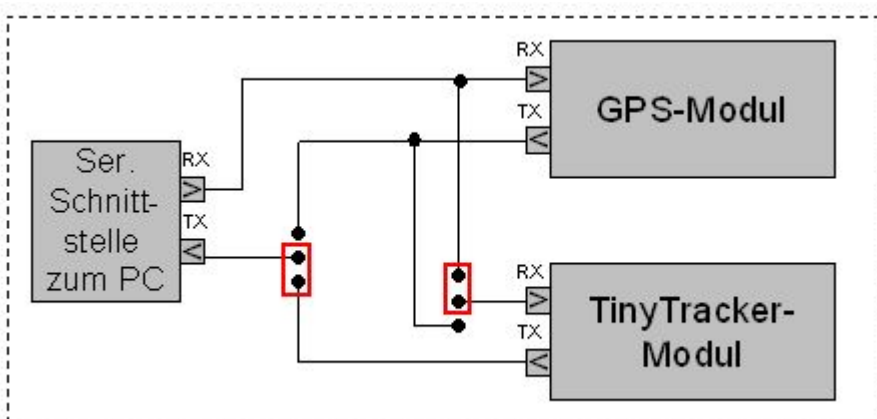 Ser.
Schnitt-
stelle
zum PC
RX
TX
RX
TX
GPS-Modul
RX
TX
TinyTracker-
Modul